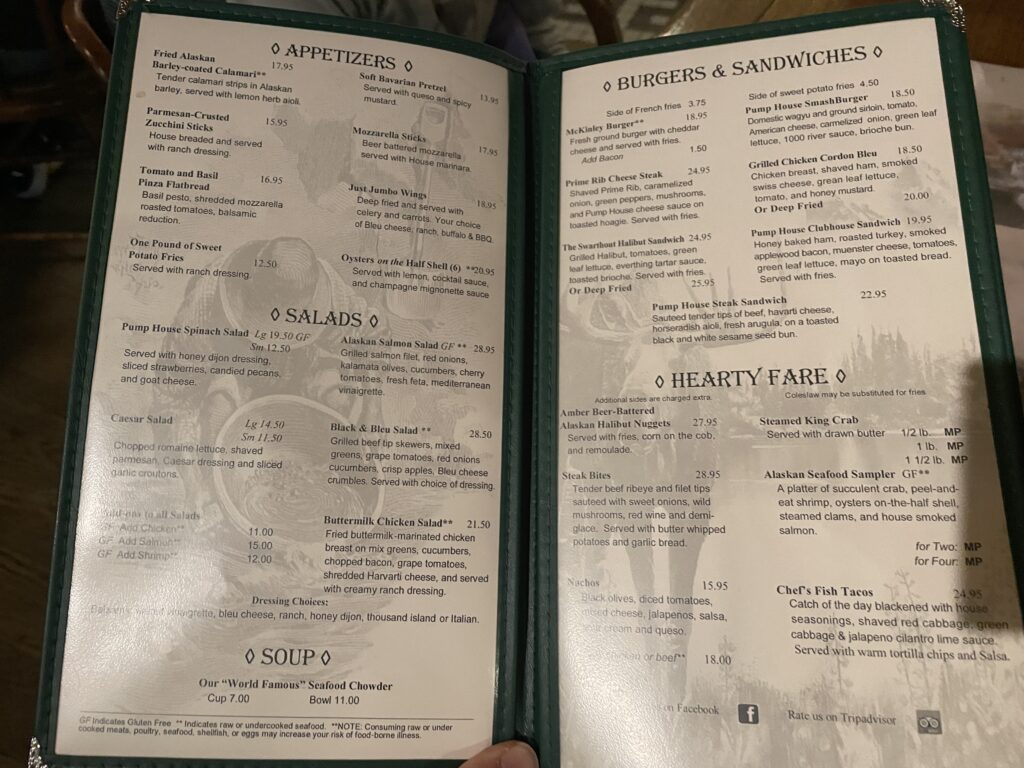 ◊ APPETIZERS ◊
Fried Alaskan
Barley-coated Calamari** 17.95
Tender calamari strips in Alaskan
barley, served with lemon herb aioli.
Parmesan-Crusted
Zucchini Sticks 15.95
House breaded and served
with ranch dressing.
Tomato and Basil
Pinza Flatbread 16.95
Basil pesto, shredded mozzarella
roasted tomatoes, balsamic
reduction.
One Pound of Sweet
Potato Fries 12.50
Served with ranch dressing.
Soft Bavarian Pretzel
Served with queso and spicy
mustard. 13.95
Mozzarella Sticks
Beer battered mozzarella 17.95
served with House marinara.
Just Jumbo Wings
Deep fried and served with 18.95
celery and carrots. Your choice
of Bleu cheese, ranch, buffalo & BBQ.
Oysters on the Half Shell (6) **20.95
Served with lemon, cocktail sauce,
and champagne mignonette sauce
◊ SALADS ◊
Pump House Spinach Salad Lg 19.50 GF
Sm 12.50
Served with honey dijon dressing,
sliced strawberries, candied pecans,
and goat cheese.
Caesar Salad Lg 14.50
Sm 11.50
Chopped romaine lettuce, shaved
parmesan, Caesar dressing and sliced
garlic croutons.
Add-ons to all Salads
GF Add Chicken** 11.00
GF Add Salmon** 15.00
GF Add Shrimp** 12.00
Alaskan Salmon Salad GF ** 28.95
Grilled salmon filet, red onions,
kalamata olives, cucumbers, cherry
tomatoes, fresh feta, mediterranean
vinaigrette.
Black & Bleu Salad ** 28.50
Grilled beef tip skewers, mixed
greens, grape tomatoes, red onions
cucumbers, crisp apples, Bleu cheese
crumbles. Served with choice of dressing.
Buttermilk Chicken Salad** 21.50
Fried buttermilk-marinated chicken
breast on mix greens, cucumbers,
chopped bacon, grape tomatoes,
shredded Harvarti cheese, and served
with creamy ranch dressing.
Dressing Choices:
vinaigrette, bleu cheese, ranch, honey dijon, thousand island or Italian.
◊ SOUP ◊
Our “World Famous” Seafood Chowder
Cup 7.00 Bowl 11.00
GF Indicates Gluten Free ** Indicates raw or undercooked seafood. **NOTE: Consuming raw or under
cooked meats, poultry, seafood, shellfish, or eggs may increase your risk of food-borne illness.
◊ BURGERS & SANDWICHES ◊
Side of French fries 3.75
McKinley Burger** 18.95
Fresh ground burger with cheddar
cheese and served with fries.
Add Bacon 1.50
Prime Rib Cheese Steak 24.95
Shaved Prime Rib, caramelized
onion, green peppers, mushrooms,
and Pump House cheese sauce on
toasted hoagie. Served with fries.
The Swarthout Halibut Sandwich 24.95
Grilled Halibut, tomatoes, green
leaf lettuce, everthing tartar sauce,
toasted brioche. Served with fries.
Or Deep Fried 25.95
Side of sweet potato fries 4.50
Pump House SmashBurger 18.50
Domestic wagyu and ground sirloin, tomato,
American cheese, carmelized onion, green leaf
lettuce, 1000 river sauce, brioche bun.
Grilled Chicken Cordon Bleu 18.50
Chicken breast, shaved ham, smoked
swiss cheese, grean leaf lettuce,
tomato, and honey mustard.
Or Deep Fried 20.00
Pump House Clubhouse Sandwich 19.95
Honey baked ham, roasted turkey, smoked
applewood bacon, muenster cheese, tomatoes,
green leaf lettuce, mayo on toasted bread.
Served with fries.
Pump House Steak Sandwich 22.95
Sauteed tender tips of beef, havarti cheese,
horseradish aioli, fresh arugula, on a toasted
black and white sesame seed bun.
◊ HEARTY FARE ◊
Additional sides are charged extra. Coleslaw may be substituted for fries.
Amber Beer-Battered
Alaskan Halibut Nuggets 27.95
Served with fries, corn on the cob,
and remoulade.
Steak Bites 28.95
Tender beef ribeye and filet tips
sauteed with sweet onions, wild
mushrooms, red wine and demi-
glace. Served with butter whipped
potatoes and garlic bread.
Nachos 15.95
Black olives, diced tomatoes,
mixed cheese, jalapenos, salsa,
sour cream and queso.
or beef** 18.00
Steamed King Crab
Served with drawn butter 1/2 lb. MP
1 lb. MP
1 1/2 lb. MP
Alaskan Seafood Sampler GF**
A platter of succulent crab, peel-and-
eat shrimp, oysters on-the-half shell,
steamed clams, and house smoked
salmon.
for Two: MP
for Four: MP
Chef's Fish Tacos 24.95
Catch of the day blackened with house
seasonings, shaved red cabbage, green
cabbage & jalapeno cilantro lime sauce.
Served with warm tortilla chips and Salsa.
on Facebook f Rate us on Tripadvisor